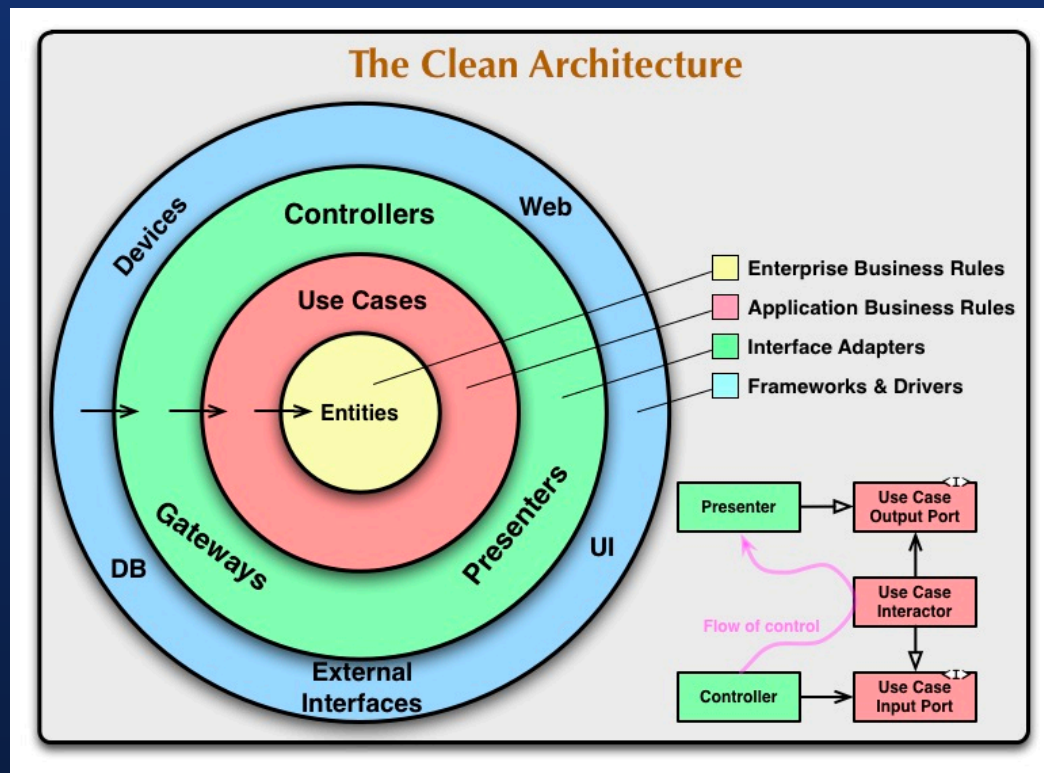 The Clean Architecture
Devices
Controllers
Web
Use Cases
Entities
Gateways
Presenters
DB
UI
External
Interfaces
Enterprise Business Rules
Application Business Rules
Interface Adapters
Frameworks & Drivers
Presenter
<I>
Use Case
Output Port
Flow of control
Use Case
Interactor
Controller
<I>
Use Case
Input Port